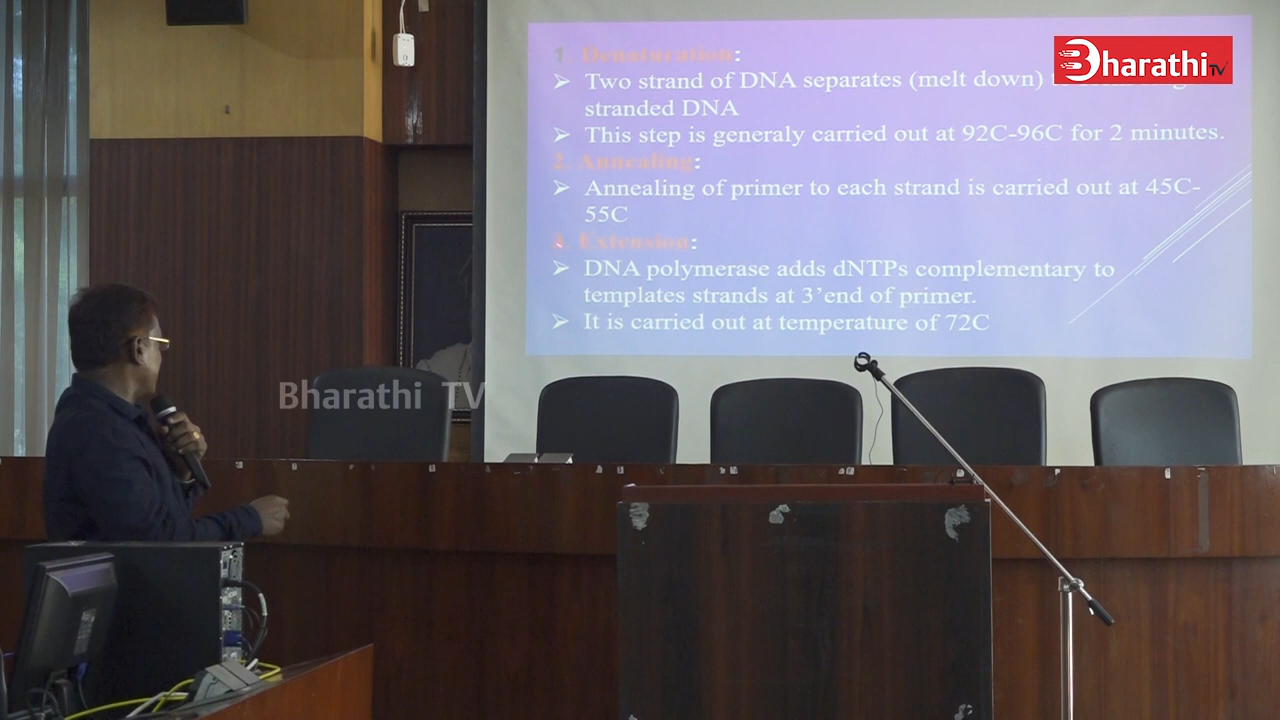 1 Denaturation:
Bharathi TV
➢ Two strand of DNA separates (melt down)
stranded DNA
➢ This step is generaly carried out at 92C-96C for 2 minutes.
2. Annealing:
➢ Annealing of primer to each strand is carried out at 45C-
55C
3. Extension:
➢ DNA polymerase adds dNTPs complementary to
templates strands at 3’end of primer.
➢ It is carried out at temperature of 72C
Bharathi TV